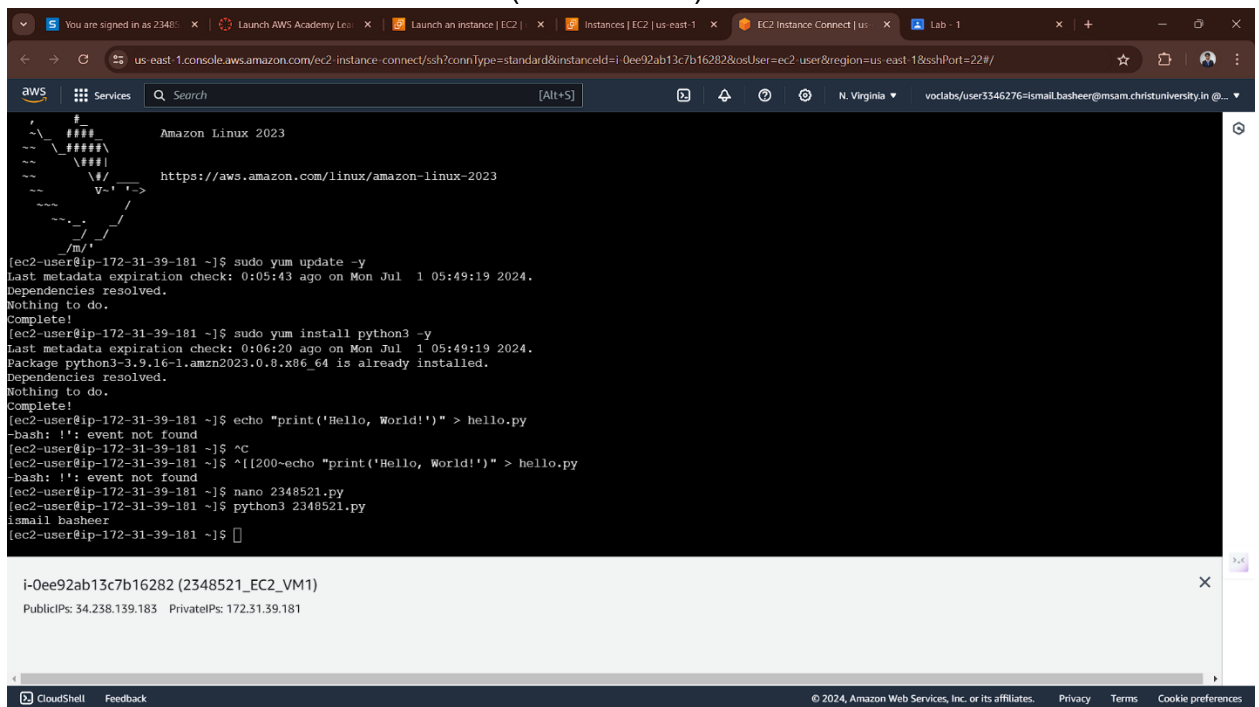 You are signed in as 23485
Launch AWS Academy Lea
Launch an instance | EC2 |
Instances | EC2 | us-east-1
EC2 Instance Connect | us-
Lab - 1
us-east-1.console.aws.amazon.com/ec2-instance-connect/ssh?connType=standard&instanceId=i-0ee92ab13c7b16282&osUser=ec2-user&region=us-east-1&sshPort=22#/
aws Services Search [Alt+S] N. Virginia voclabs/user3346276=ismail.basheer@msam.christuniversity.in @...
   ,     #_
   ~\_  ####_        Amazon Linux 2023
  ~~  \_#####\
  ~~     \###|
  ~~       \#/ ___   https://aws.amazon.com/linux/amazon-linux-2023
   ~~       V~' '->
    ~~~         /
      ~~._.   _/
         _/ _/
       _/m/'
[ec2-user@ip-172-31-39-181 ~]$ sudo yum update -y
Last metadata expiration check: 0:05:43 ago on Mon Jul  1 05:49:19 2024.
Dependencies resolved.
Nothing to do.
Complete!
[ec2-user@ip-172-31-39-181 ~]$ sudo yum install python3 -y
Last metadata expiration check: 0:06:20 ago on Mon Jul  1 05:49:19 2024.
Package python3-3.9.16-1.amzn2023.0.8.x86_64 is already installed.
Dependencies resolved.
Nothing to do.
Complete!
[ec2-user@ip-172-31-39-181 ~]$ echo "print('Hello, World!')" > hello.py
-bash: !': event not found
[ec2-user@ip-172-31-39-181 ~]$ ^C
[ec2-user@ip-172-31-39-181 ~]$ ^[[200~echo "print('Hello, World!')" > hello.py
-bash: !': event not found
[ec2-user@ip-172-31-39-181 ~]$ nano 2348521.py
[ec2-user@ip-172-31-39-181 ~]$ python3 2348521.py
ismail basheer
[ec2-user@ip-172-31-39-181 ~]$
i-0ee92ab13c7b16282 (2348521_EC2_VM1)
PublicIPs: 34.238.139.183 PrivateIPs: 172.31.39.181
CloudShell Feedback © 2024, Amazon Web Services, Inc. or its affiliates. Privacy Terms Cookie preferences